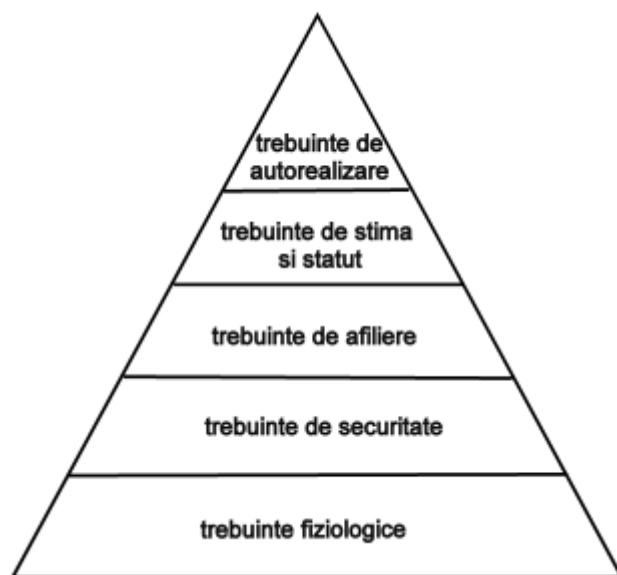 trebuinte de
autorealizare
trebuinte de stima
si statut
trebuinte de afiliere
trebuinte de securitate
trebuinte fiziologice